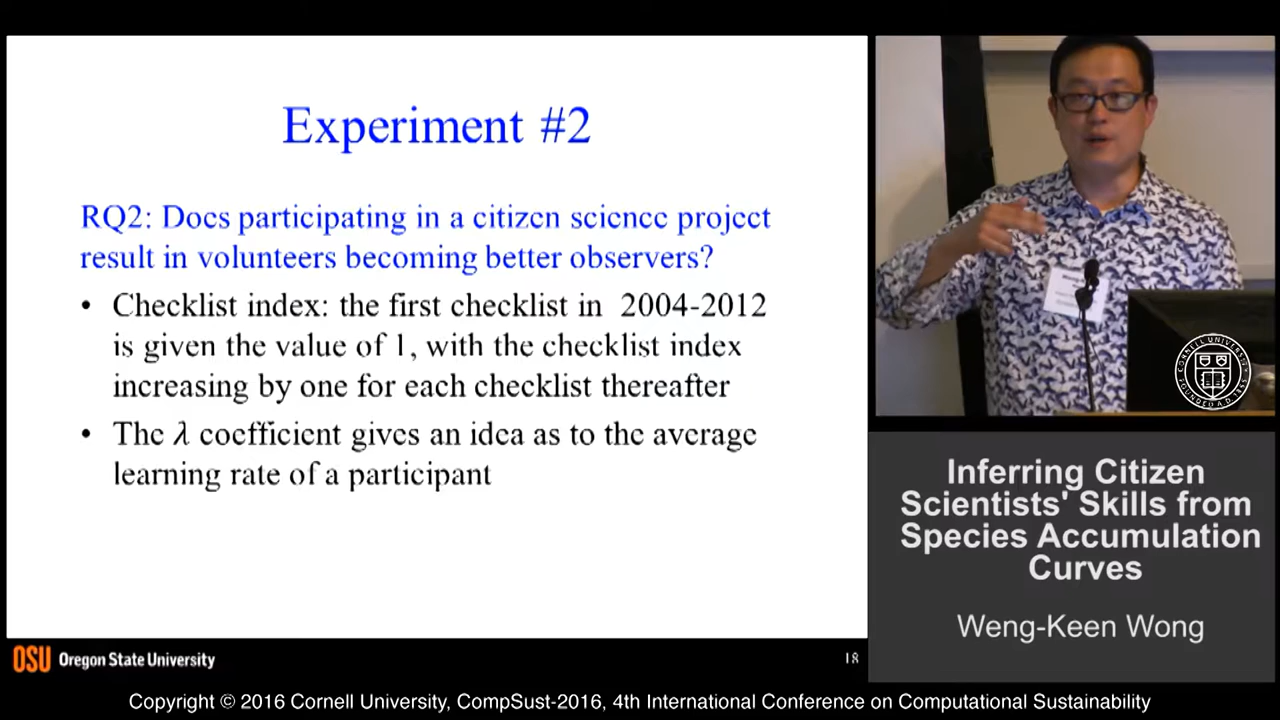 Experiment #2
RQ2: Does participating in a citizen science project
result in volunteers becoming better observers?
• Checklist index: the first checklist in 2004-2012
is given the value of 1, with the checklist index
increasing by one for each checklist thereafter
• The λ coefficient gives an idea as to the average
learning rate of a participant
OSU Oregon State University
18
CORNELL UNIVERSITY
FOUNDED A.D. 1865
Inferring Citizen
Scientists' Skills from
Species Accumulation
Curves
Weng-Keen Wong
Copyright © 2016 Cornell University, CompSust-2016, 4th International Conference on Computational Sustainability